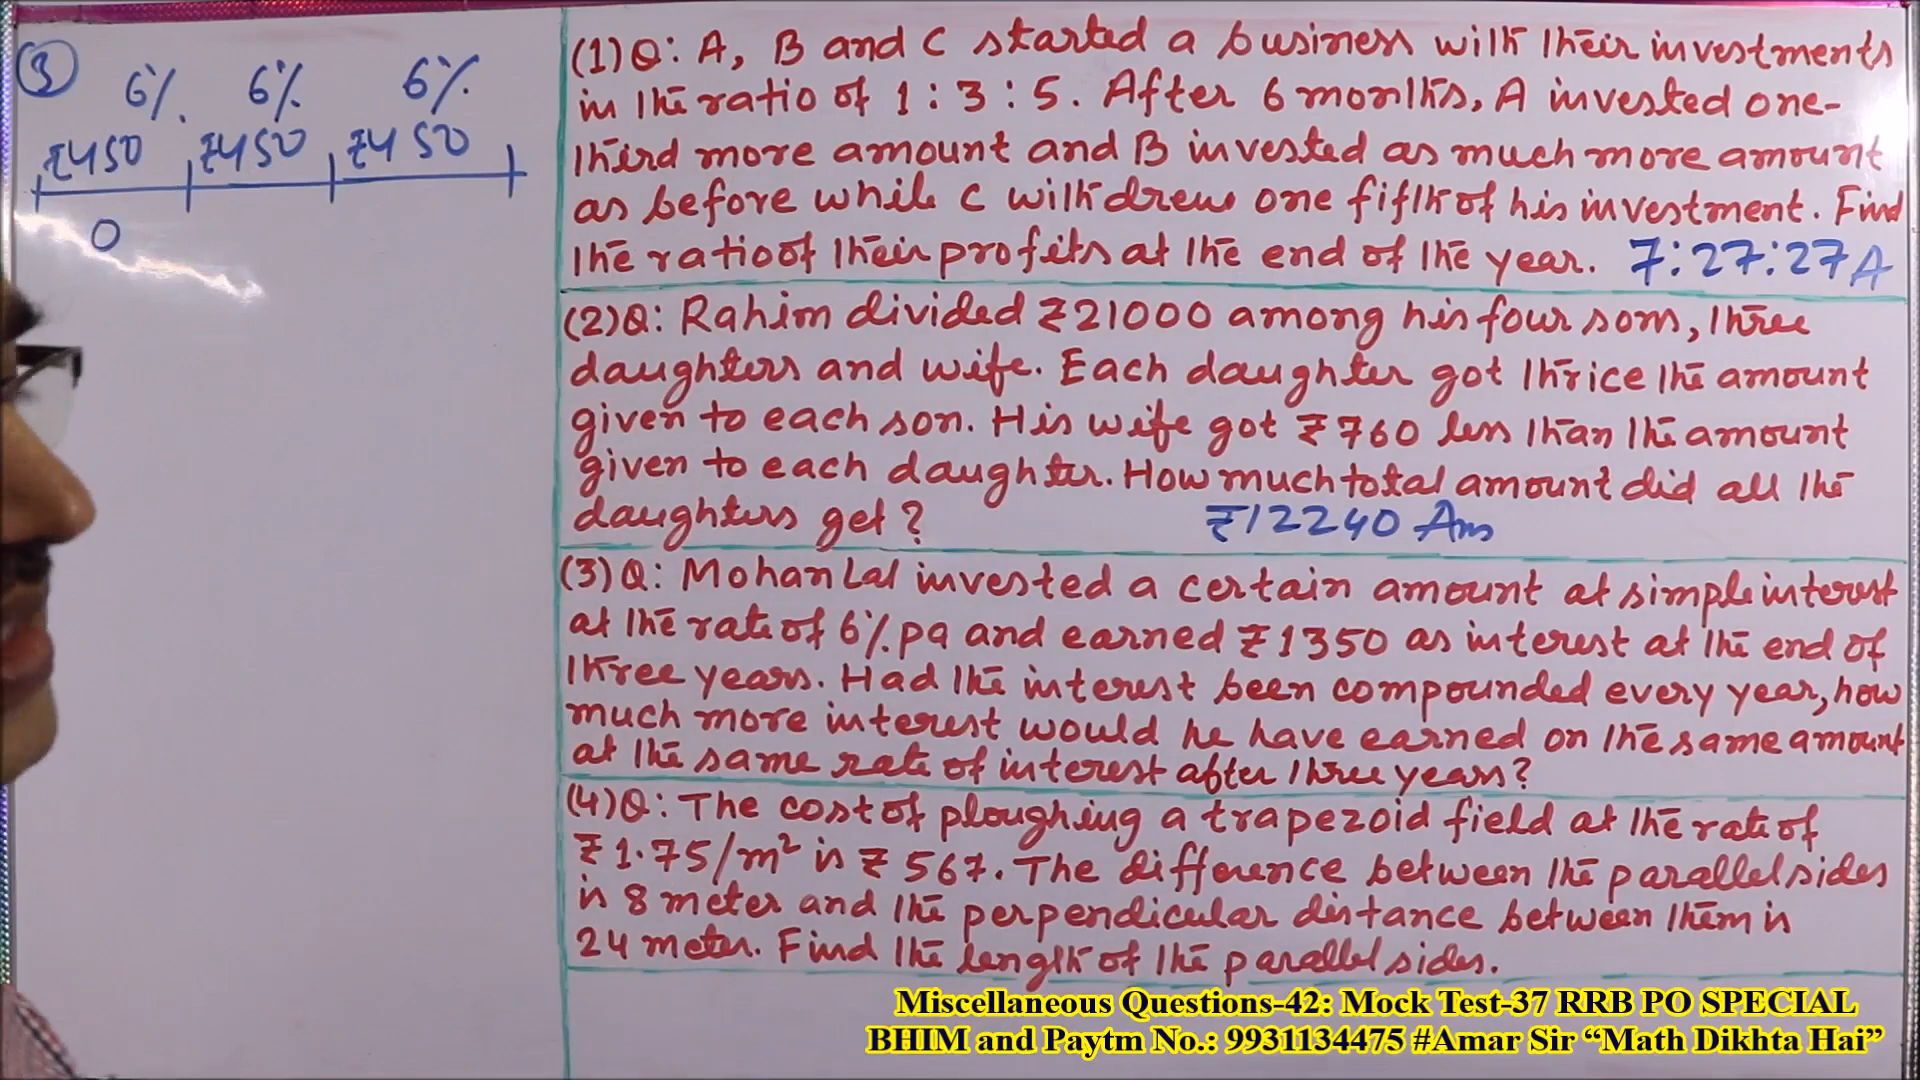 (3)
6% 6% 6%
₹450 ₹450 ₹450
0
(1)Q: A, B and C started a business with their investments
in the ratio of 1 : 3 : 5. After 6 months, A invested one-
third more amount and B invested as much more amount
as before while C withdrew one fifth of his investment. Find
the ratio of their profits at the end of the year. 7:27:27 A
(2)Q: Rahim divided ₹21000 among his four sons, three
daughters and wife. Each daughter got thrice the amount
given to each son. His wife got ₹760 less than the amount
given to each daughter. How much total amount did all the
daughters get? ₹12240 Ans
(3)Q: Mohan Lal invested a certain amount at simple interest
at the rate of 6% pa and earned ₹1350 as interest at the end of
three years. Had the interest been compounded every year, how
much more interest would he have earned on the same amount
at the same rate of interest after three years?
(4)Q: The cost of ploughing a trapezoid field at the rate of
₹1.75/m² is ₹567. The difference between the parallel sides
is 8 meter and the perpendicular distance between them is
24 meter. Find the length of the parallel sides.
Miscellaneous Questions-42: Mock Test-37 RRB PO SPECIAL
BHIM and Paytm No.: 9931134475 #Amar Sir “Math Dikhta Hai”